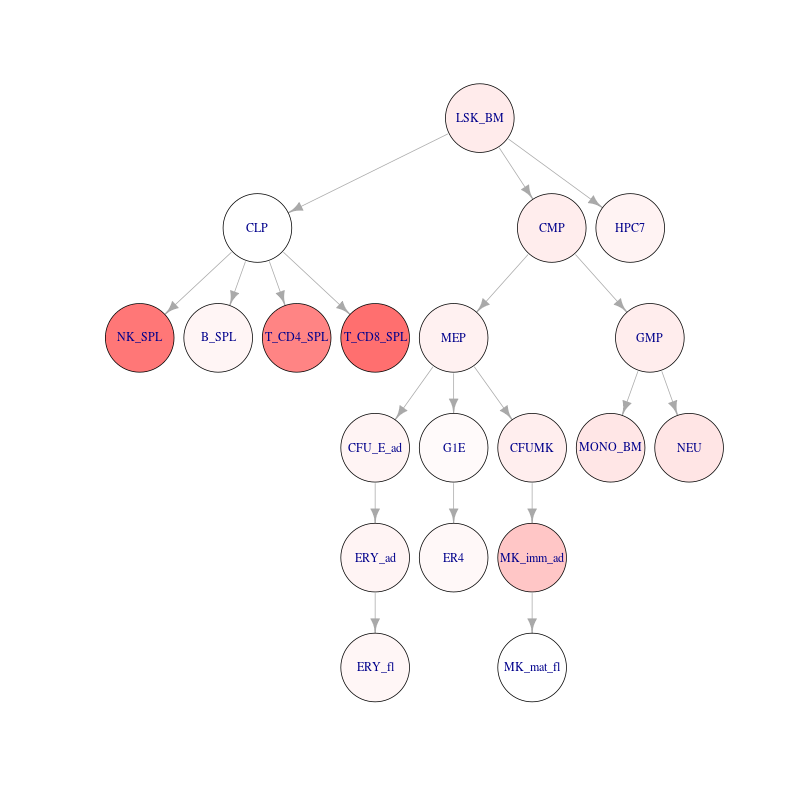 LSK_BM
CLP
CMP
HPC7
NK_SPL
B_SPL
T_CD4_SPL
T_CD8_SPL
MEP
GMP
CFU_E_ad
G1E
CFUMK
MONO_BM
NEU
ERY_ad
ER4
MK_imm_ad
ERY_fl
MK_mat_fl